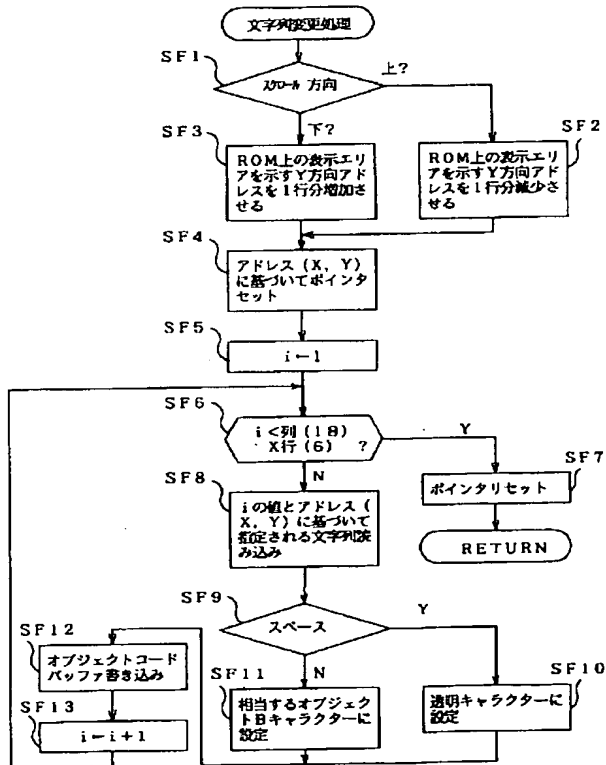 文字列変更処理
SF1
スクロール 方向
上?
下?
SF3
ROM上の表示エリ
アを示すY方向アド
レスを1行分増加さ
せる
SF2
ROM上の表示エリ
アを示すY方向アド
レスを1行分減少さ
せる
SF4
アドレス(X, Y)
に基づいてポインタ
セット
SF5
i←1
SF6
i<列(18)
X行(6) ?
Y
N
SF7
ポインタリセット
RETURN
SF8
iの値とアドレス(
X, Y)に基づいて
指定される文字列読
み込み
SF9
スペース
Y
N
SF10
透明キャラクターに
設定
SF11
相当するオブジェク
トBキャラクターに
設定
SF12
オブジェクトコード
バッファ書き込み
SF13
i←i+1